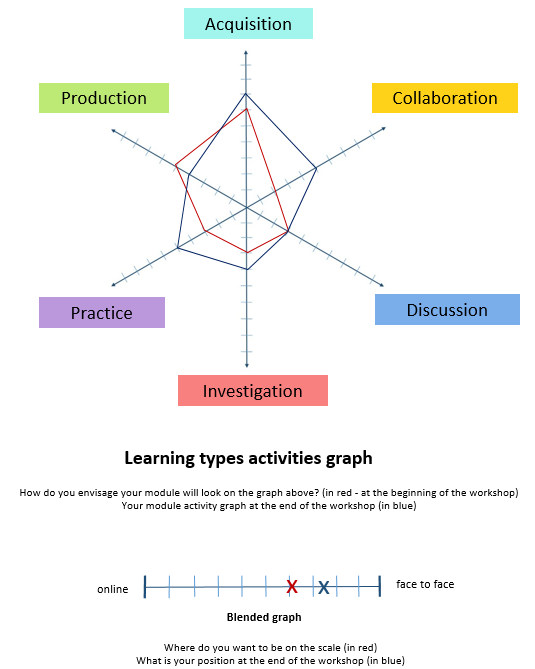 Acquisition
Production
Collaboration
Practice
Discussion
Investigation
Learning types activities graph
How do you envisage your module will look on the graph above? (in red - at the beginning of the workshop)
Your module activity graph at the end of the workshop (in blue)
online
X X
face to face
Blended graph
Where do you want to be on the scale (in red)
What is your position at the end of the workshop (in blue)